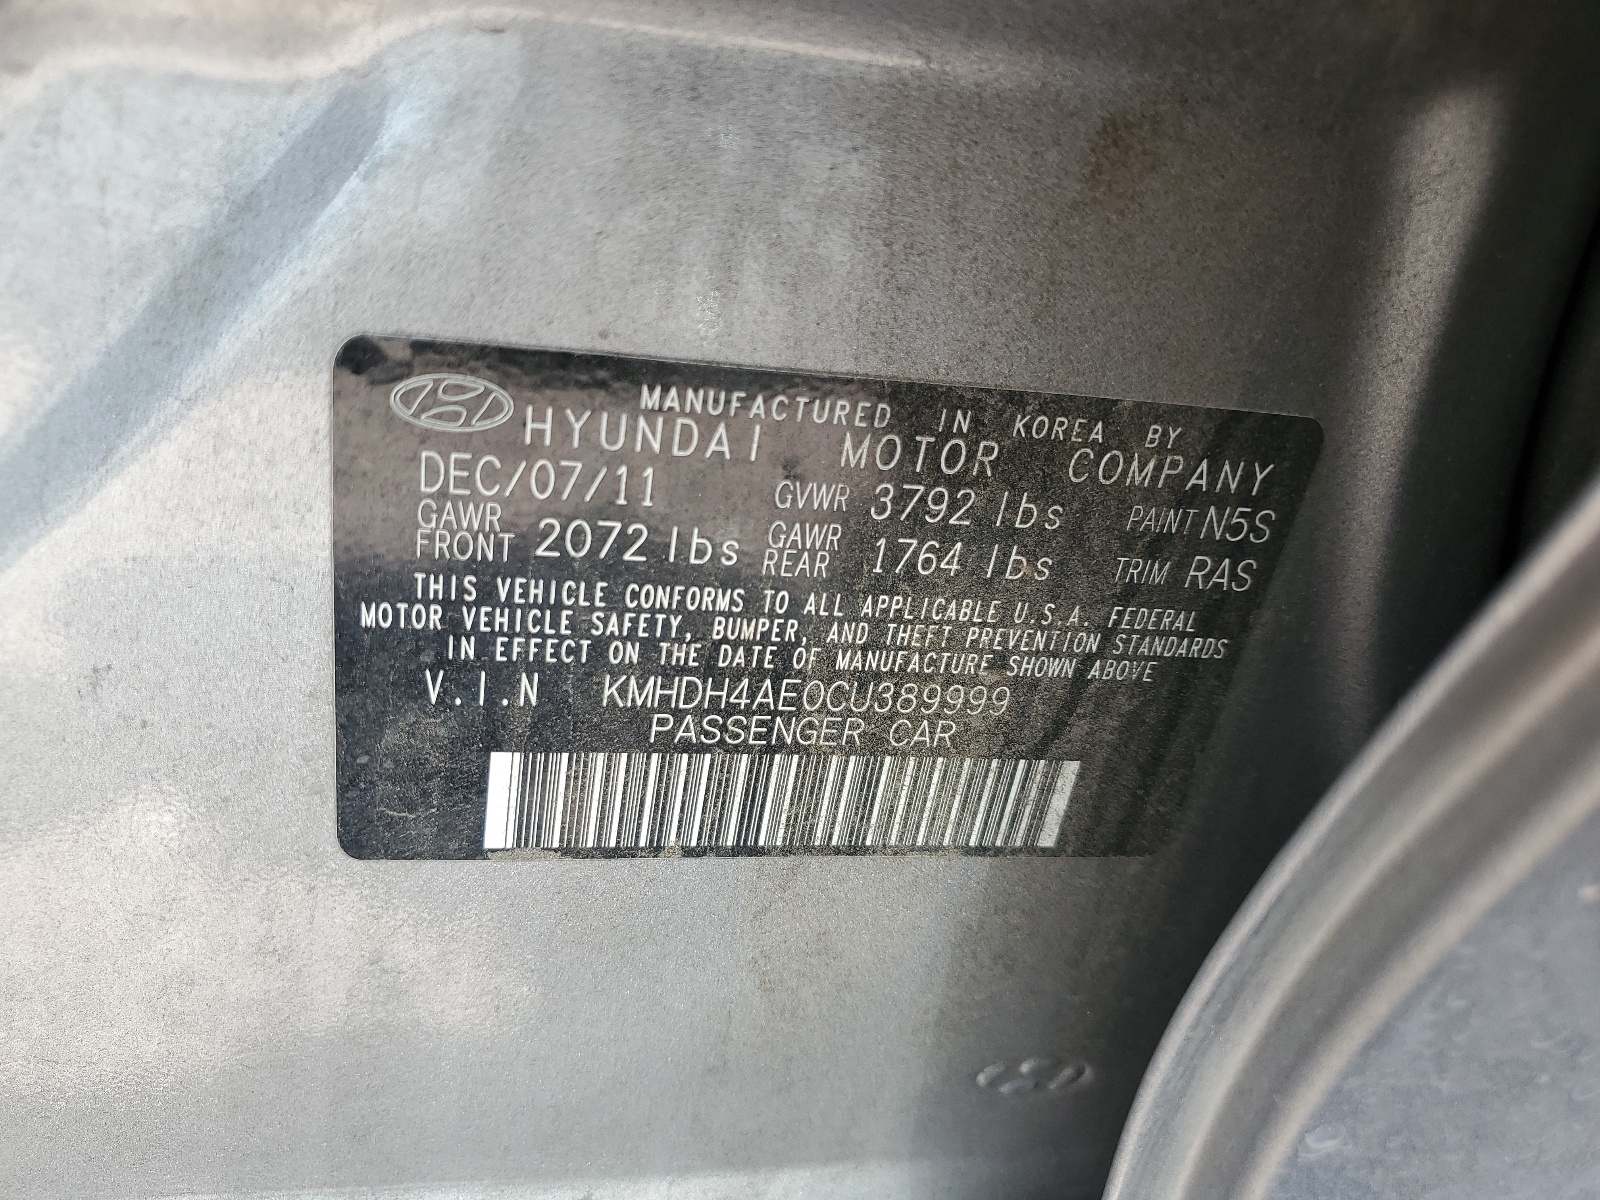 MANUFACTURED IN KOREA BY
HYUNDAI MOTOR COMPANY
DEC/07/11 GVWR 3792 lbs PAINT N5S
GAWR FRONT 2072 lbs GAWR REAR 1764 lbs TRIM RAS
THIS VEHICLE CONFORMS TO ALL APPLICABLE U.S.A. FEDERAL
MOTOR VEHICLE SAFETY, BUMPER, AND THEFT PREVENTION STANDARDS
IN EFFECT ON THE DATE OF MANUFACTURE SHOWN ABOVE
V.I.N KMHDH4AE0CU389999
PASSENGER CAR